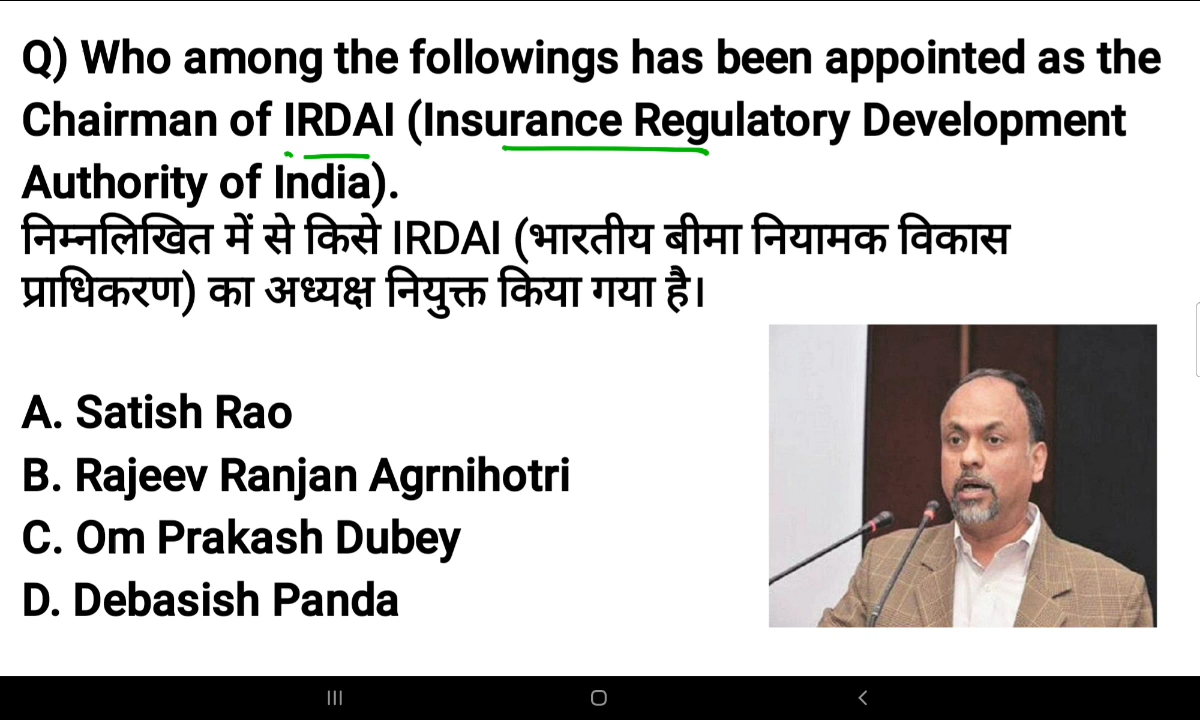 Q) Who among the followings has been appointed as the
Chairman of IRDAI (Insurance Regulatory Development
Authority of India).
निम्नलिखित में से किसे IRDAI (भारतीय बीमा नियामक विकास
प्राधिकरण) का अध्यक्ष नियुक्त किया गया है।
A. Satish Rao
B. Rajeev Ranjan Agrnihotri
C. Om Prakash Dubey
D. Debasish Panda